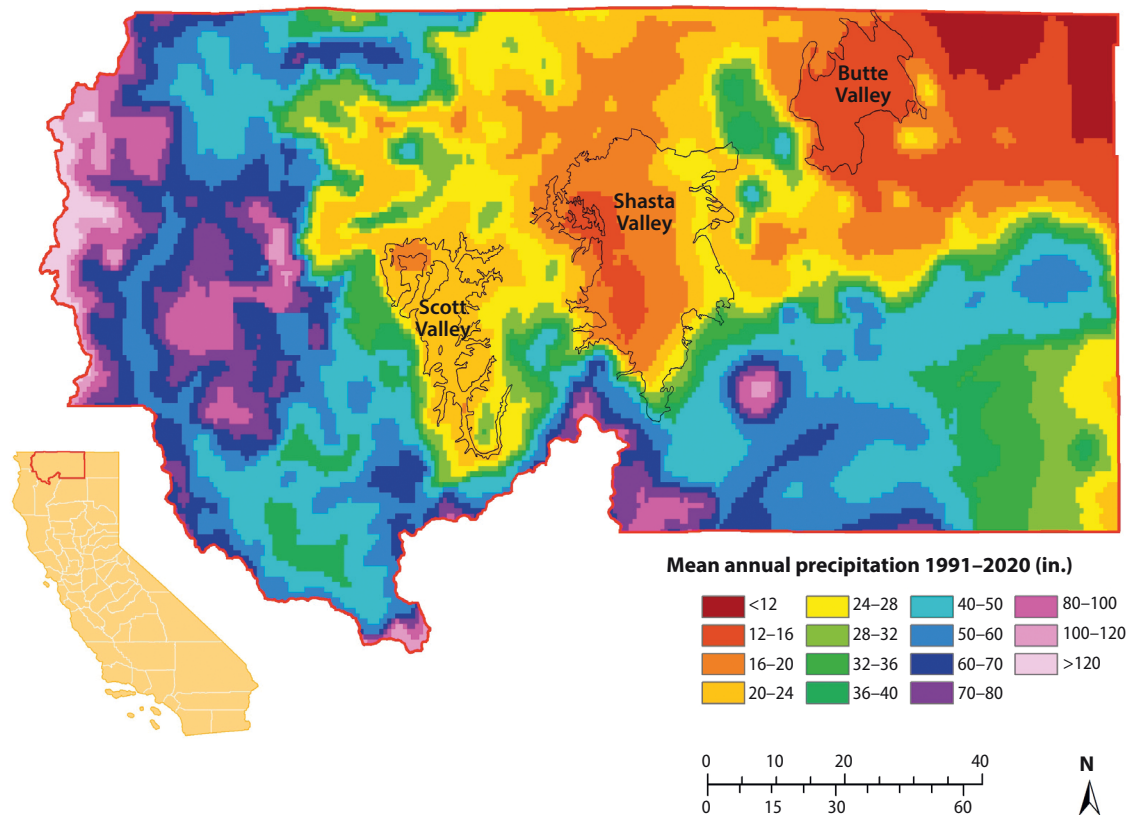 Butte
Valley
Shasta
Valley
Scott
Valley
Mean annual precipitation 1991–2020 (in.)
<12 24–28 40–50 80–100
12–16 28–32 50–60 100–120
16–20 32–36 60–70 >120
20–24 36–40 70–80
0 10 20 40
0 15 30 60
N